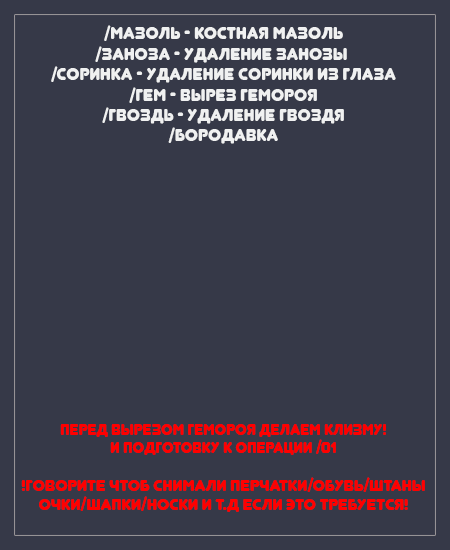 /МАЗОЛЬ - КОСТНАЯ МАЗОЛЬ
/ЗАНОЗА - УДАЛЕНИЕ ЗАНОЗЫ
/СОРИНКА - УДАЛЕНИЕ СОРИНКИ ИЗ ГЛАЗА
/ГЕМ - ВЫРЕЗ ГЕМОРОЯ
/ГВОЗДЬ - УДАЛЕНИЕ ГВОЗДЯ
/БОРОДАВКА
ПЕРЕД ВЫРЕЗОМ ГЕМОРОЯ ДЕЛАЕМ КЛИЗМУ!
И ПОДГОТОВКУ К ОПЕРАЦИИ /01
!ГОВОРИТЕ ЧТОБ СНИМАЛИ ПЕРЧАТКИ/ОБУВЬ/ШТАНЫ
ОЧКИ/ШАПКИ/НОСКИ И Т.Д ЕСЛИ ЭТО ТРЕБУЕТСЯ!